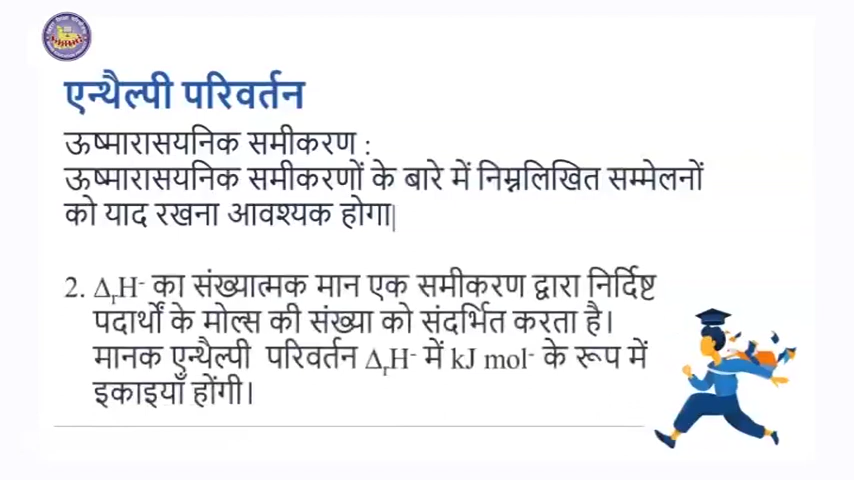 एन्थैल्पी परिवर्तन
ऊष्मारासयनिक समीकरण :
ऊष्मारासयनिक समीकरणों के बारे में निम्नलिखित सम्मेलनों
को याद रखना आवश्यक होगा|
2. ΔᵣH⁻ का संख्यात्मक मान एक समीकरण द्वारा निर्दिष्ट
पदार्थों के मोल्स की संख्या को संदर्भित करता है।
मानक एन्थैल्पी परिवर्तन ΔᵣH⁻ में kJ mol⁻ के रूप में
इकाइयाँ होंगी।